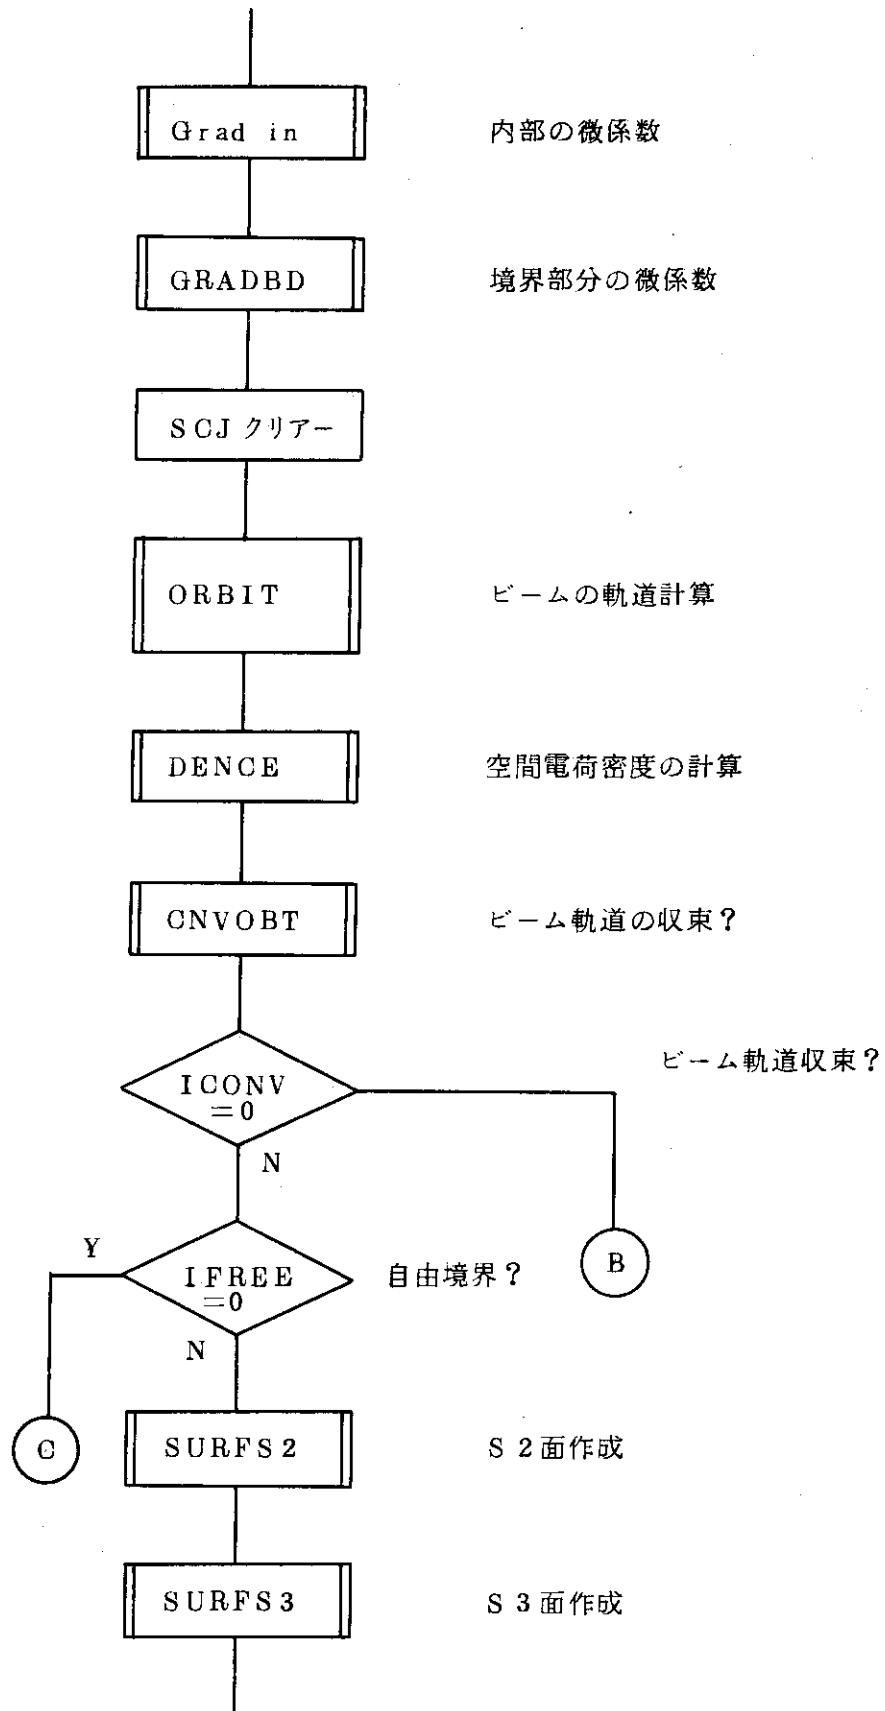 Grad in 内部の微係数
GRADBD 境界部分の微係数
SCJ クリアー
ORBIT ビームの軌道計算
DENCE 空間電荷密度の計算
CNVOBT ビーム軌道の収束?
ビーム軌道収束?
ICONV
=0
N
B
Y
IFREE 自由境界?
=0
N
C
SURFS2 S2面作成
SURFS3 S3面作成